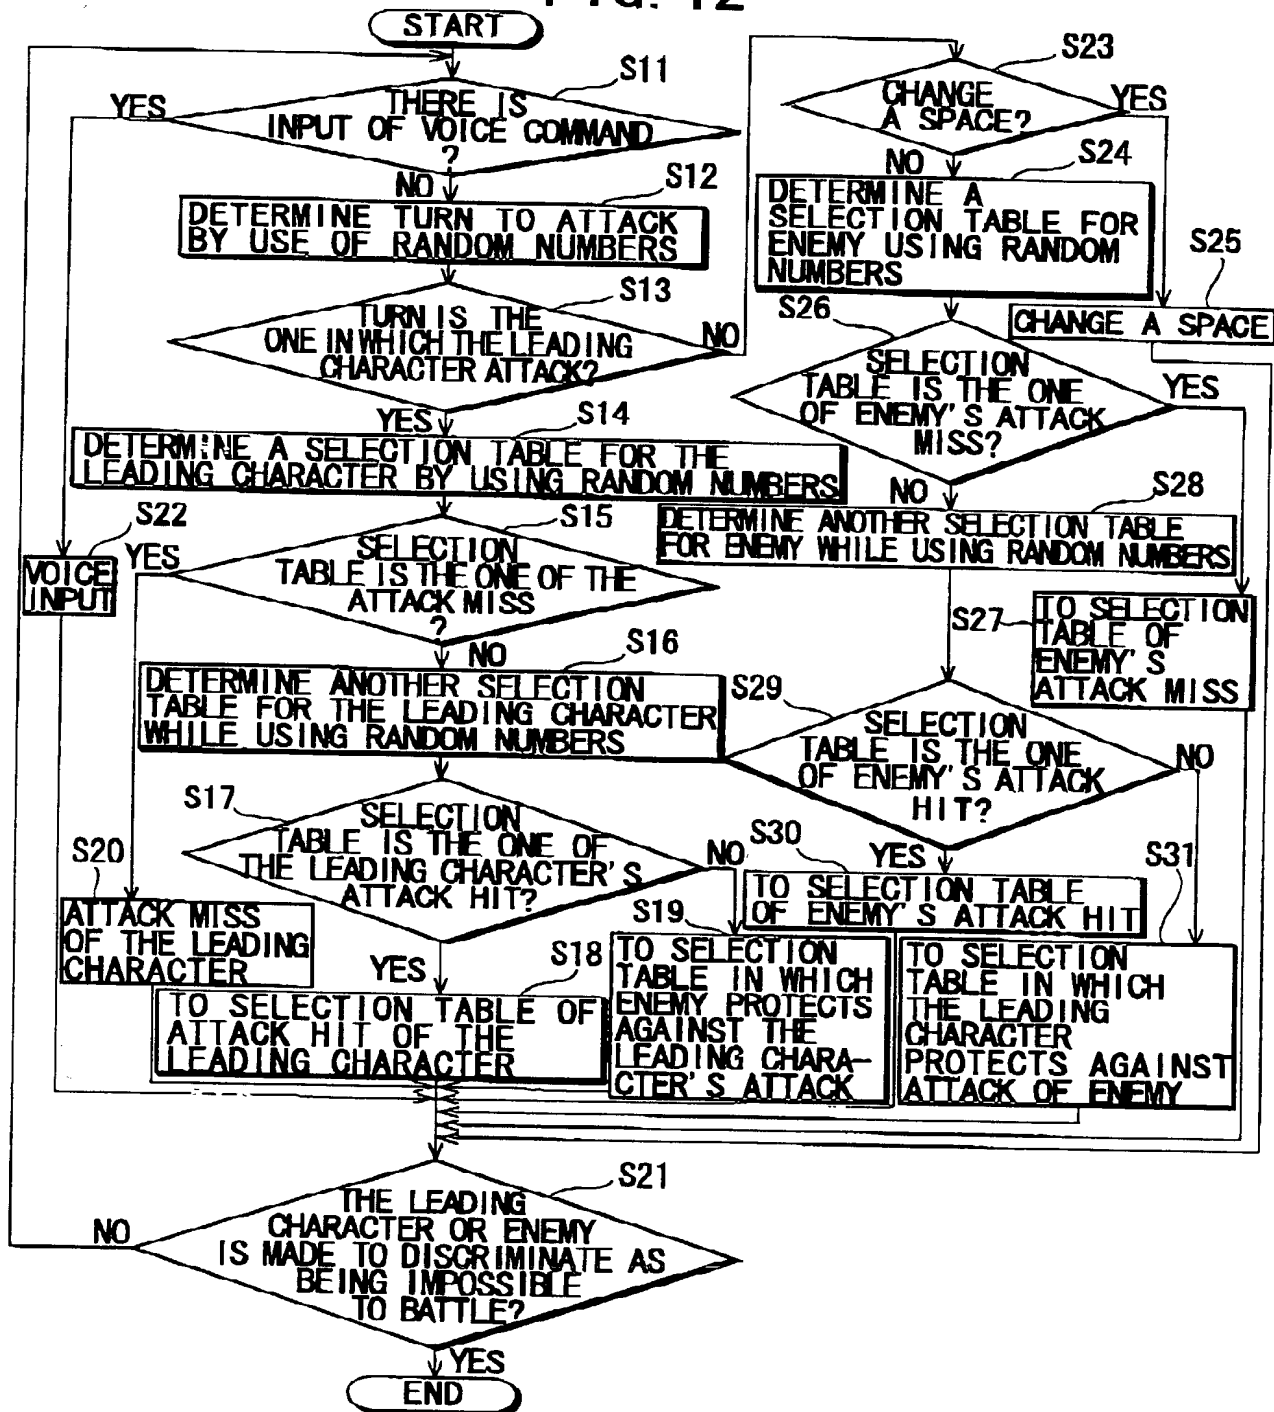 FIG. 12
START
S11
THERE IS
INPUT OF VOICE COMMAND
?
YES
NO
S12
DETERMINE TURN TO ATTACK
BY USE OF RANDOM NUMBERS
S13
TURN IS THE
ONE IN WHICH THE LEADING
CHARACTER ATTACK?
NO
YES
S14
DETERMINE A SELECTION TABLE FOR THE
LEADING CHARACTER BY USING RANDOM NUMBERS
S22
VOICE
INPUT
S15
YES
SELECTION
TABLE IS THE ONE OF THE
ATTACK MISS
?
NO
S16
DETERMINE ANOTHER SELECTION
TABLE FOR THE LEADING CHARACTER
WHILE USING RANDOM NUMBERS
S17
SELECTION
TABLE IS THE ONE OF
THE LEADING CHARACTER'S
ATTACK HIT?
NO
YES
S20
ATTACK MISS
OF THE LEADING
CHARACTER
S18
TO SELECTION TABLE OF
ATTACK HIT OF THE
LEADING CHARACTER
S19
TO SELECTION
TABLE IN WHICH
ENEMY PROTECTS
AGAINST THE
LEADING CHARA-
CTER'S ATTACK
S23
CHANGE
A SPACE?
YES
NO
S24
DETERMINE A
SELECTION TABLE FOR
ENEMY USING RANDOM
NUMBERS
S25
CHANGE A SPACE
S26
SELECTION
TABLE IS THE ONE
OF ENEMY'S ATTACK
MISS?
YES
NO
S28
DETERMINE ANOTHER SELECTION TABLE
FOR ENEMY WHILE USING RANDOM NUMBERS
S27
TO SELECTION
TABLE OF
ENEMY'S
ATTACK MISS
S29
SELECTION
TABLE IS THE ONE
OF ENEMY'S ATTACK
HIT?
NO
YES
S30
TO SELECTION TABLE
OF ENEMY'S ATTACK HIT
S31
TO SELECTION
TABLE IN WHICH
THE LEADING
CHARACTER
PROTECTS AGAINST
ATTACK OF ENEMY
S21
THE LEADING
CHARACTER OR ENEMY
IS MADE TO DISCRIMINATE AS
BEING IMPOSSIBLE
TO BATTLE?
NO
YES
END